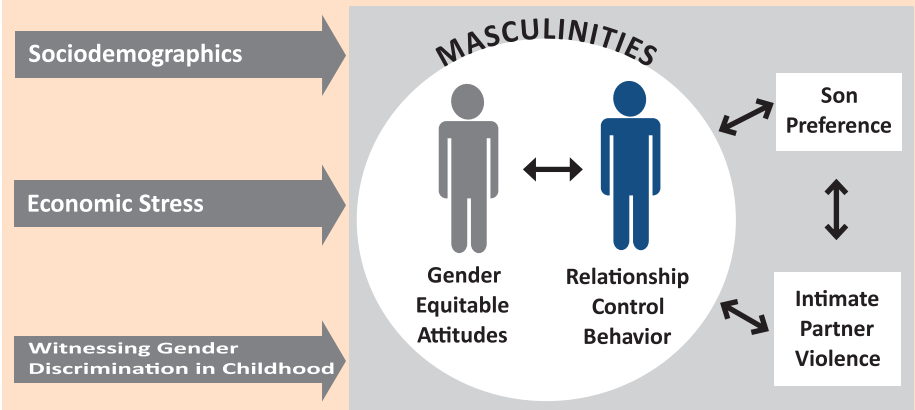 Sociodemographics
Economic Stress
Witnessing Gender
Discrimination in Childhood
MASCULINITIES
Gender
Equitable
Attitudes
Relationship
Control
Behavior
Son
Preference
Intimate
Partner
Violence